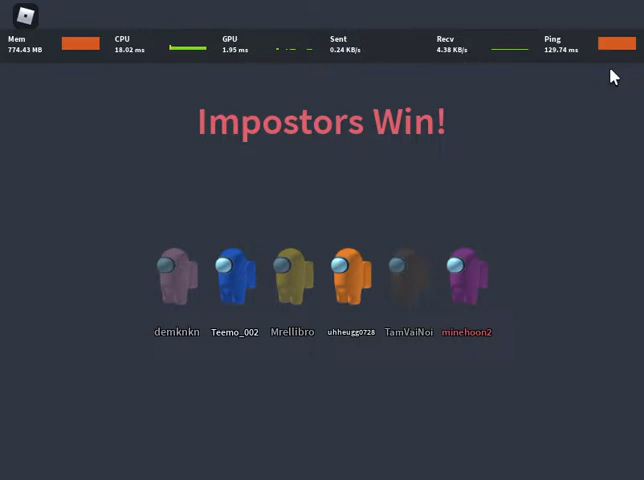 Mem CPU GPU Sent Recv Ping
774.43 MB 18.02 ms 1.95 ms 0.24 KB/s 4.38 KB/s 129.74 ms
Impostors Win!
demknkn Teemo_002 Mrellibro uhheugg0728 TamVaiNoi minehoon2